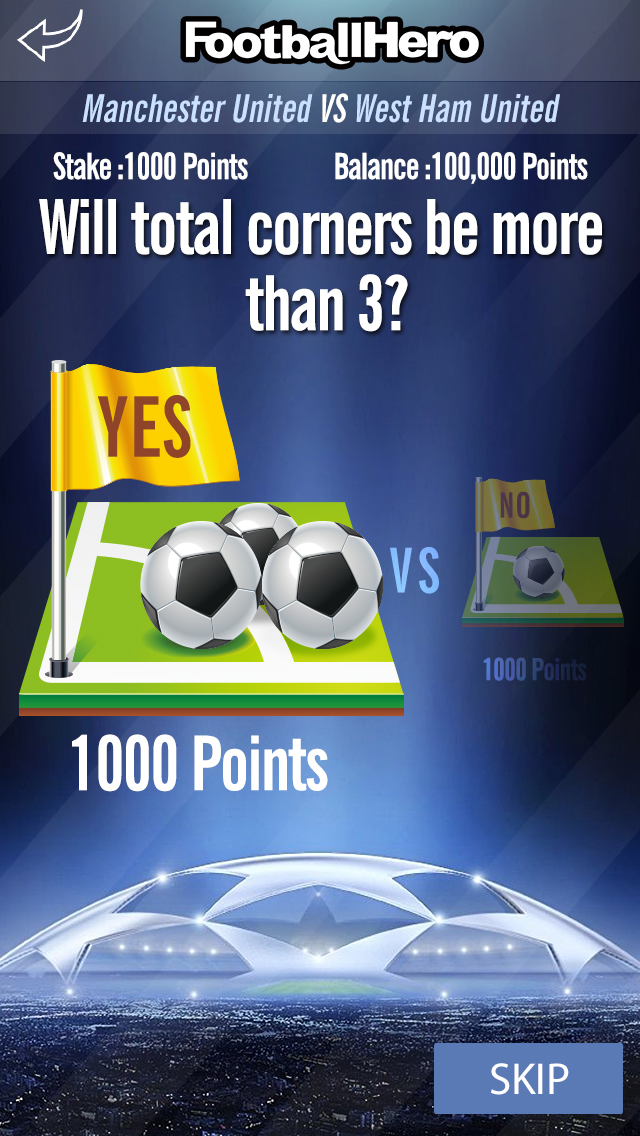 FootballHero
Manchester United VS West Ham United
Stake :1000 Points Balance :100,000 Points
Will total corners be more
than 3?
YES
NO
VS
1000 Points
1000 Points
SKIP